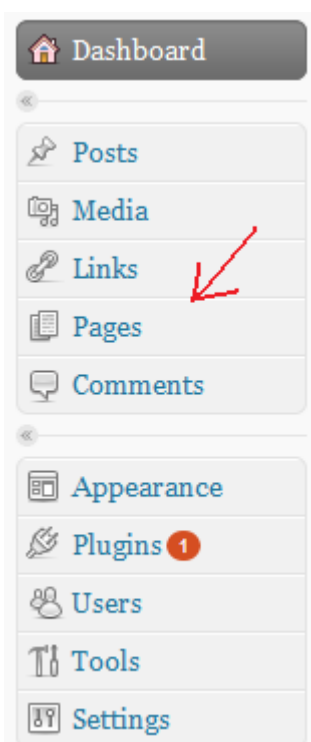 Dashboard
Posts
Media
Links
Pages
Comments
Appearance
Plugins 1
Users
Tools
Settings